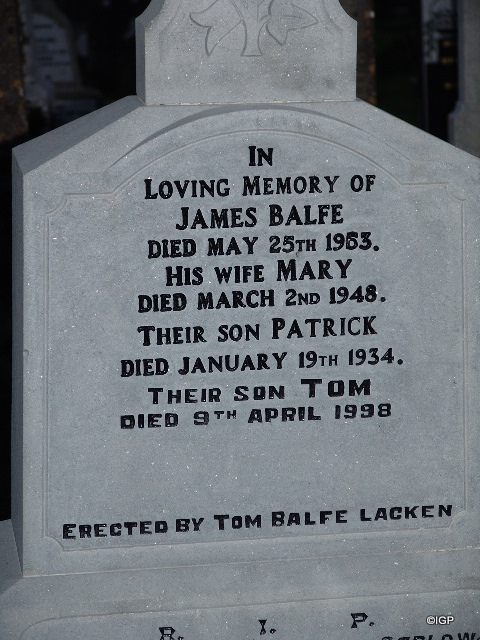 IN
LOVING MEMORY OF
JAMES BALFE
DIED MAY 25TH 1953.
HIS WIFE MARY
DIED MARCH 2ND 1948.
THEIR SON PATRICK
DIED JANUARY 19TH 1934.
THEIR SON TOM
DIED 9TH APRIL 1998
ERECTED BY TOM BALFE LACKEN
R. I. P.
©IGP